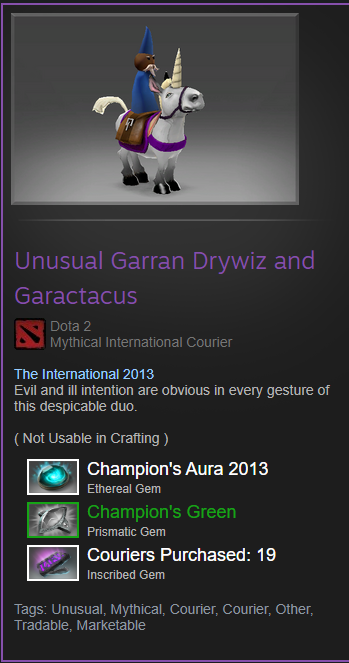 Unusual Garran Drywiz and
Garactacus
Dota 2
Mythical International Courier
The International 2013
Evil and ill intention are obvious in every gesture of
this despicable duo.
( Not Usable in Crafting )
Champion's Aura 2013
Ethereal Gem
Champion's Green
Prismatic Gem
Couriers Purchased: 19
Inscribed Gem
Tags: Unusual, Mythical, Courier, Courier, Other,
Tradable, Marketable